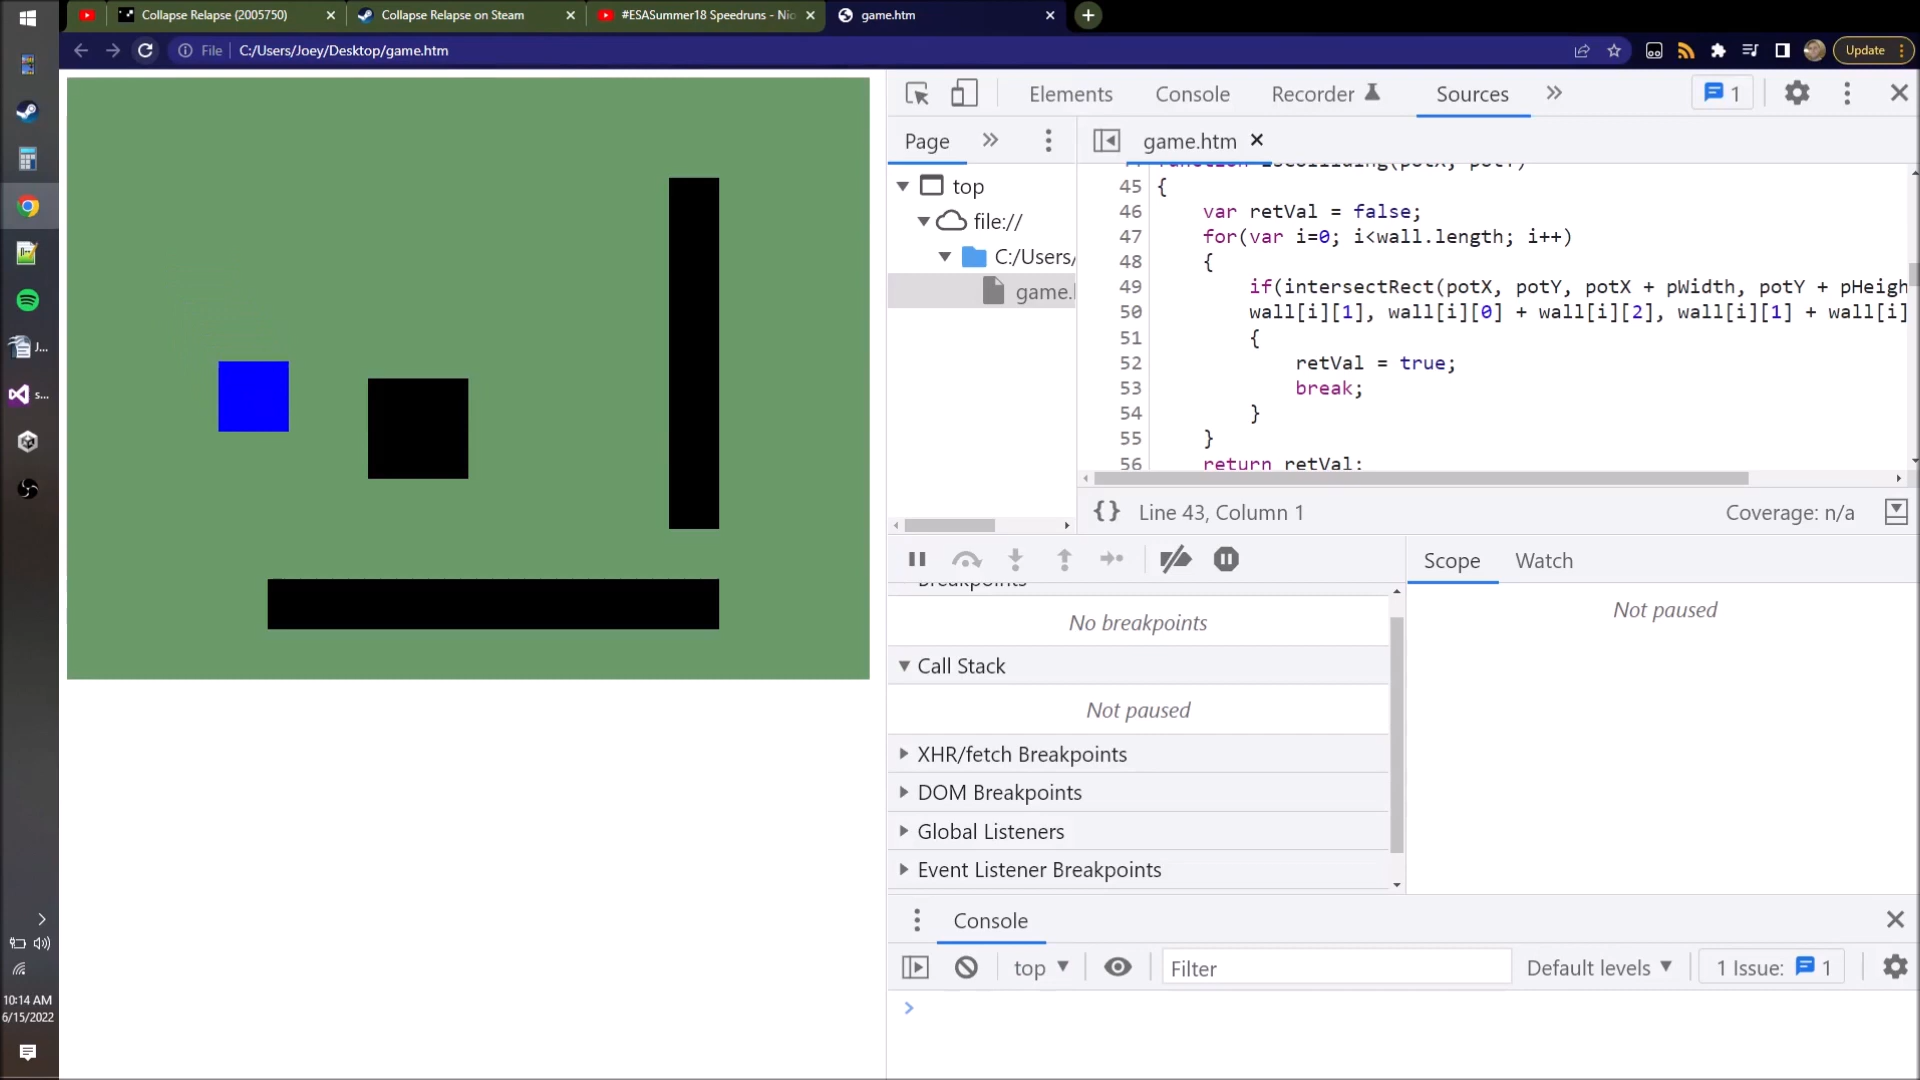 Collapse Relapse (2005750)
Collapse Relapse on Steam
#ESASummer18 Speedruns - Nio
game.htm
File
C:/Users/Joey/Desktop/game.htm
Update
Elements
Console
Recorder
Sources
1
Page
game.htm
top
file://
C:/Users/
game.
45 {
46 var retVal = false;
47 for(var i=0; i<wall.length; i++)
48 {
49 if(intersectRect(potX, potY, potX + pWidth, potY + pHeigh
50 wall[i][1], wall[i][0] + wall[i][2], wall[i][1] + wall[i]
51 {
52 retVal = true;
53 break;
54 }
55 }
56 return retVal;
{} Line 43, Column 1
Coverage: n/a
Scope
Watch
Breakpoints
No breakpoints
Not paused
Call Stack
Not paused
XHR/fetch Breakpoints
DOM Breakpoints
Global Listeners
Event Listener Breakpoints
Console
top
Filter
Default levels
1 Issue: 1
J...
s...
10:14 AM
6/15/2022